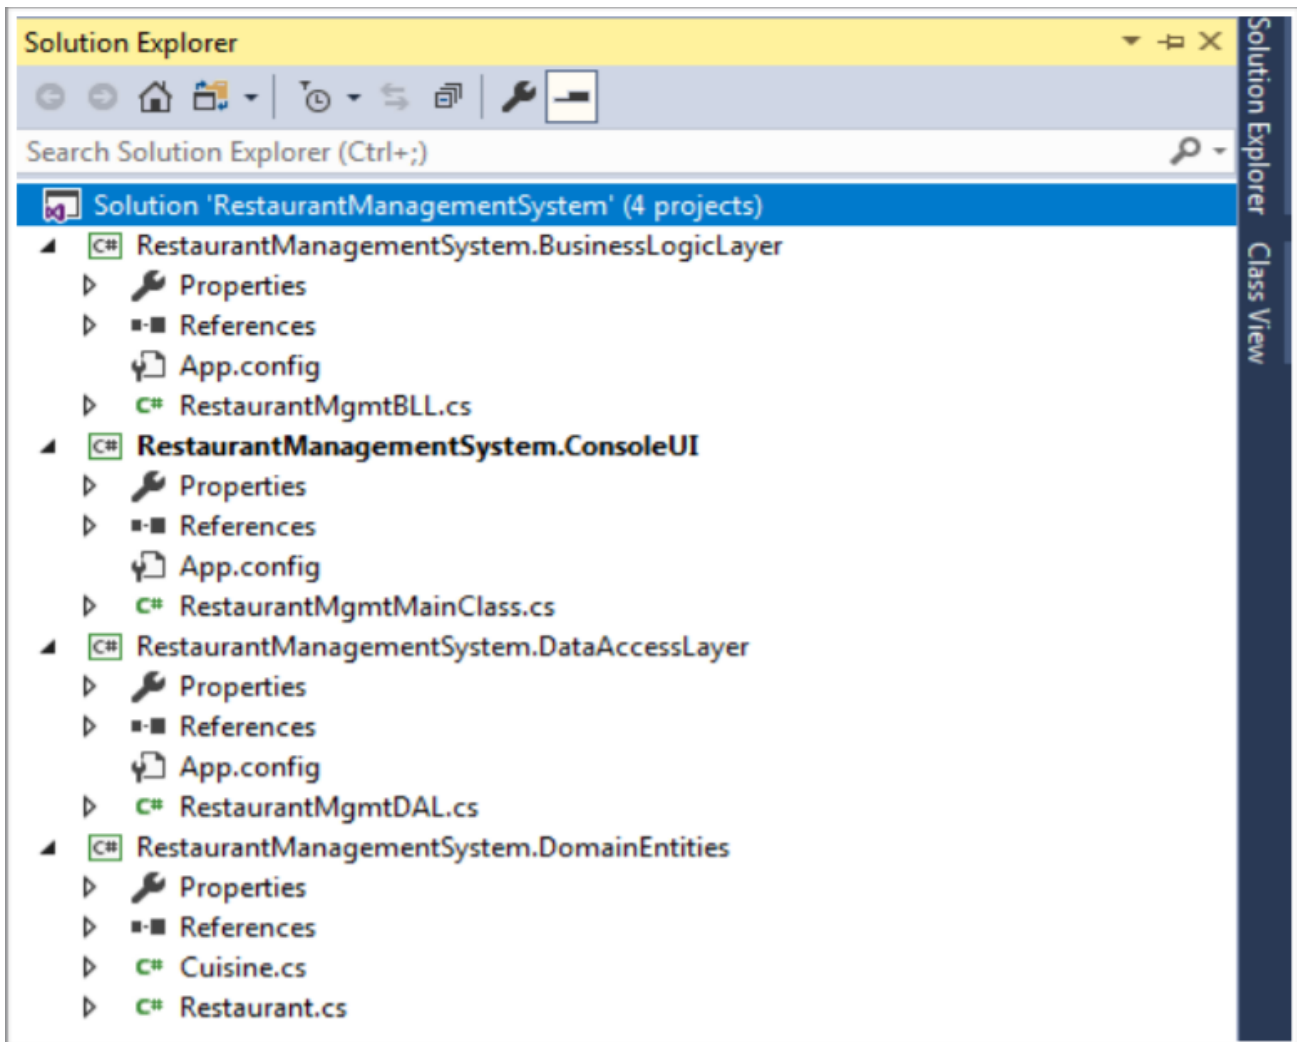 Solution Explorer
Search Solution Explorer (Ctrl+;)
Solution 'RestaurantManagementSystem' (4 projects)
C# RestaurantManagementSystem.BusinessLogicLayer
Properties
References
App.config
C# RestaurantMgmtBLL.cs
C# RestaurantManagementSystem.ConsoleUI
Properties
References
App.config
C# RestaurantMgmtMainClass.cs
C# RestaurantManagementSystem.DataAccessLayer
Properties
References
App.config
C# RestaurantMgmtDAL.cs
C# RestaurantManagementSystem.DomainEntities
Properties
References
C# Cuisine.cs
C# Restaurant.cs
Solution Explorer
Class View